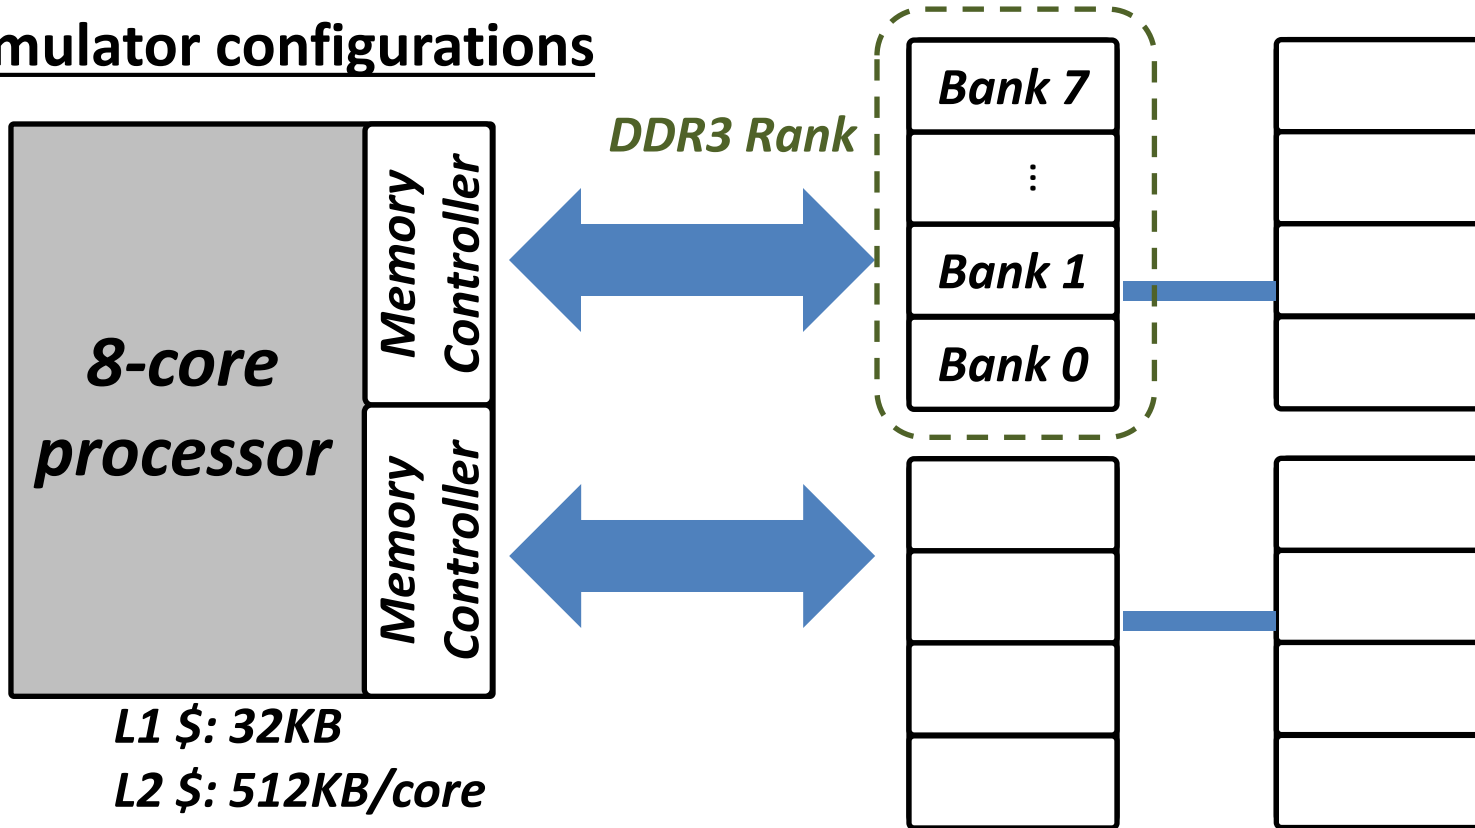 mulator configurations
DDR3 Rank
Bank 7
...
Bank 1
Bank 0
8-core
processor
Memory
Controller
Memory
Controller
L1 $: 32KB
L2 $: 512KB/core